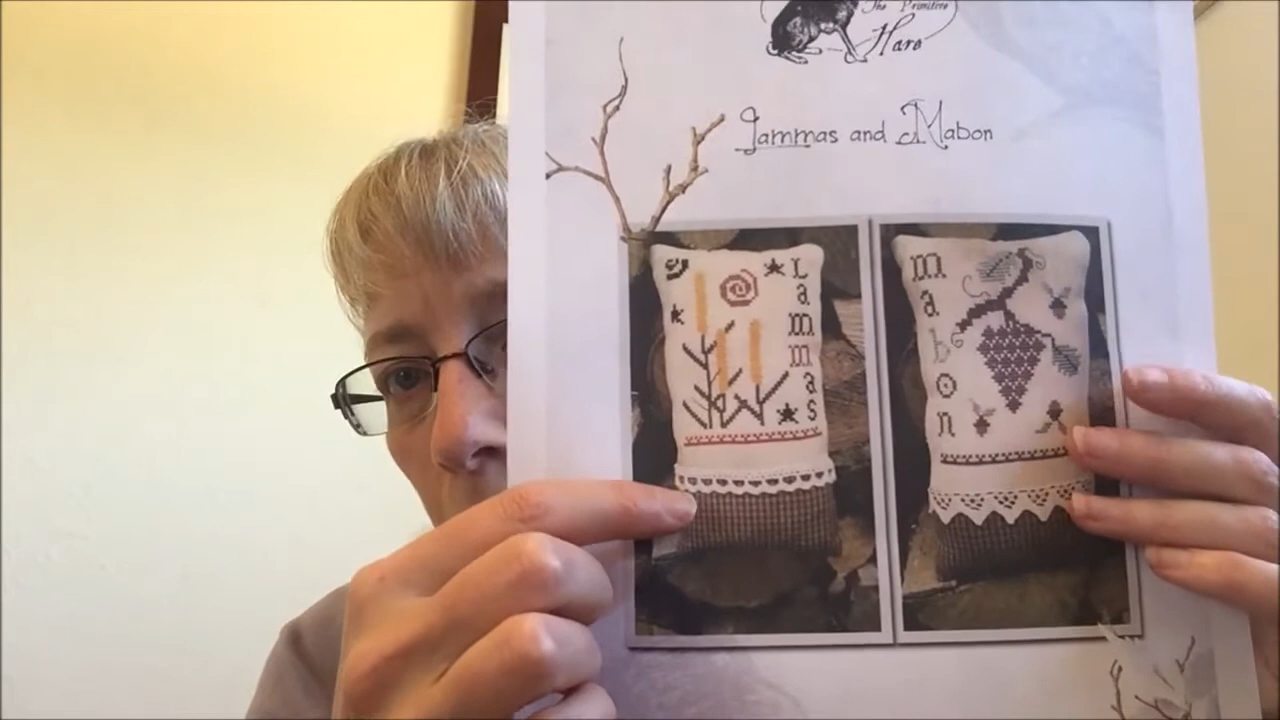 The Primitive
Hare
Lammas and Mabon
Lammas
mabon